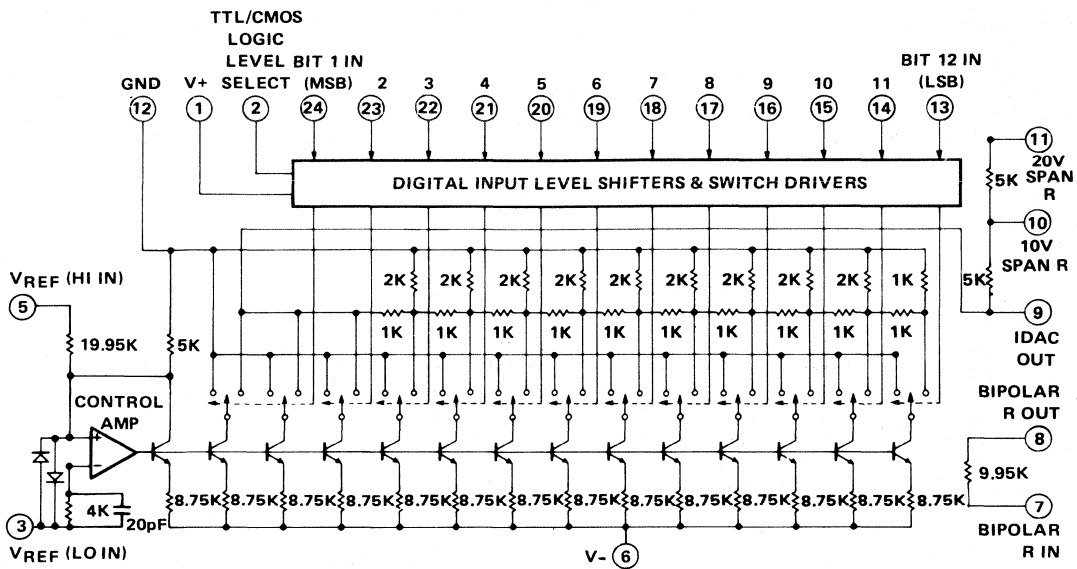 TTL/CMOS
LOGIC
LEVEL
SELECT
GND
V+
BIT 1 IN
(MSB)
2 3 4 5 6 7 8 9 10 11
BIT 12 IN
(LSB)
12 1 2 24 23 22 21 20 19 18 17 16 15 14 13
DIGITAL INPUT LEVEL SHIFTERS & SWITCH DRIVERS
11
20V
SPAN
R
5K
10
10V
SPAN R
5K
9
IDAC
OUT
2K 2K 2K 2K 2K 2K 2K 2K 2K 1K
1K 1K 1K 1K 1K 1K 1K 1K 1K 1K
VREF (HI IN)
5
19.95K
5K
CONTROL
AMP
+
−
4K
20pF
3
VREF (LO IN)
8.75K 8.75K 8.75K 8.75K 8.75K 8.75K 8.75K 8.75K 8.75K 8.75K 8.75K 8.75K 8.75K 8.75K
V- 6
BIPOLAR
R OUT
8
9.95K
7
BIPOLAR
R IN